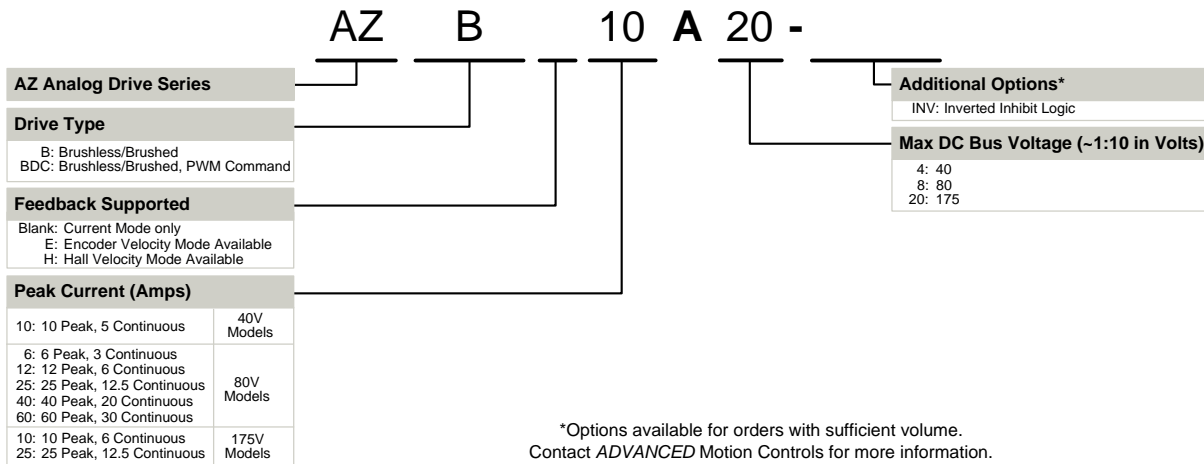 AZ B 10 A 20 -
AZ Analog Drive Series
Drive Type
B: Brushless/Brushed
BDC: Brushless/Brushed, PWM Command
Feedback Supported
Blank: Current Mode only
E: Encoder Velocity Mode Available
H: Hall Velocity Mode Available
Peak Current (Amps)
10: 10 Peak, 5 Continuous
40V
Models
6: 6 Peak, 3 Continuous
12: 12 Peak, 6 Continuous
25: 25 Peak, 12.5 Continuous
40: 40 Peak, 20 Continuous
60: 60 Peak, 30 Continuous
80V
Models
10: 10 Peak, 6 Continuous
25: 25 Peak, 12.5 Continuous
175V
Models
Additional Options*
INV: Inverted Inhibit Logic
Max DC Bus Voltage (~1:10 in Volts)
4: 40
8: 80
20: 175
*Options available for orders with sufficient volume.
Contact ADVANCED Motion Controls for more information.